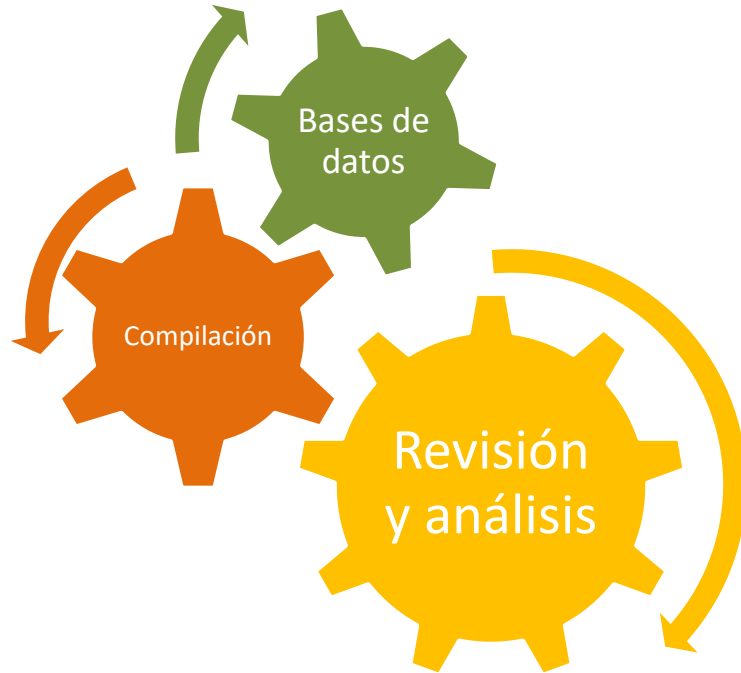 Bases de
datos
Compilación
Revisión
y análisis